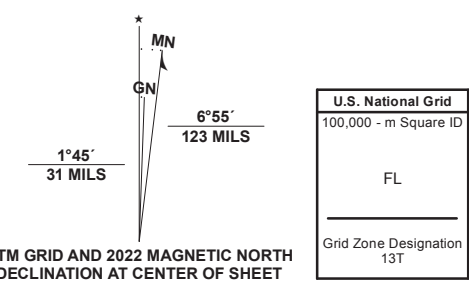 ★
MN
GN
6°55´
123 MILS
1°45´
31 MILS
TM GRID AND 2022 MAGNETIC NORTH
DECLINATION AT CENTER OF SHEET
U.S. National Grid
100,000 - m Square ID
FL
Grid Zone Designation
13T